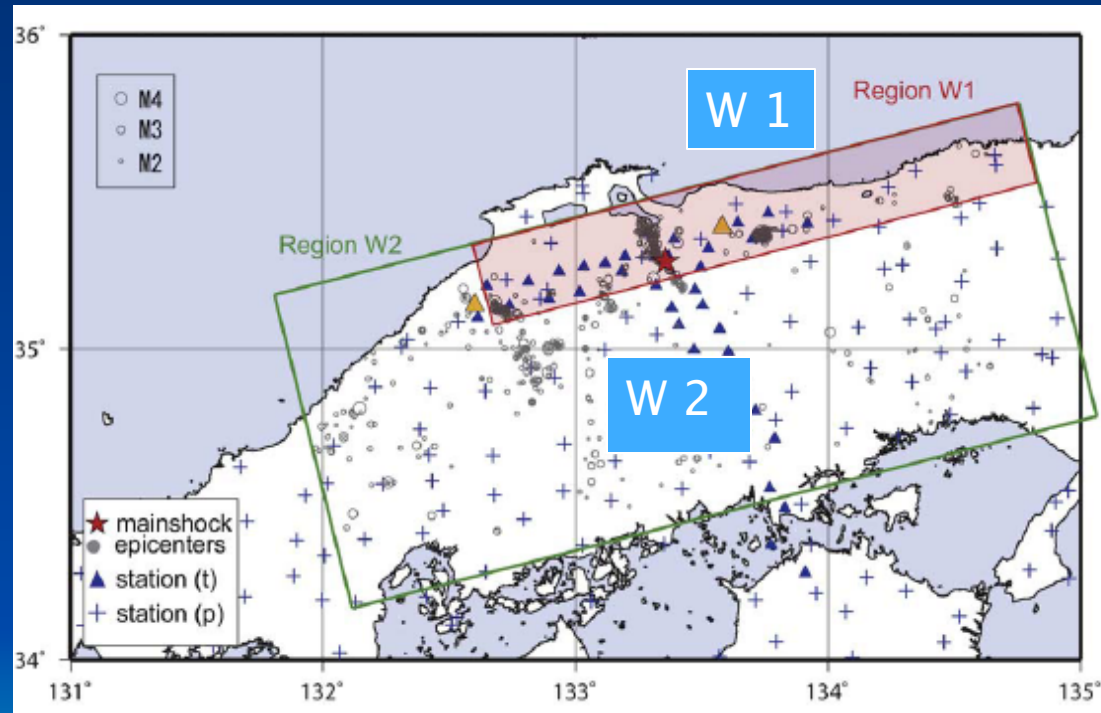 36°
M4
M3
M2
W 1
Region W1
Region W2
35°
W 2
mainshock
epicenters
station (t)
station (p)
34°
131°
132°
133°
134°
135°